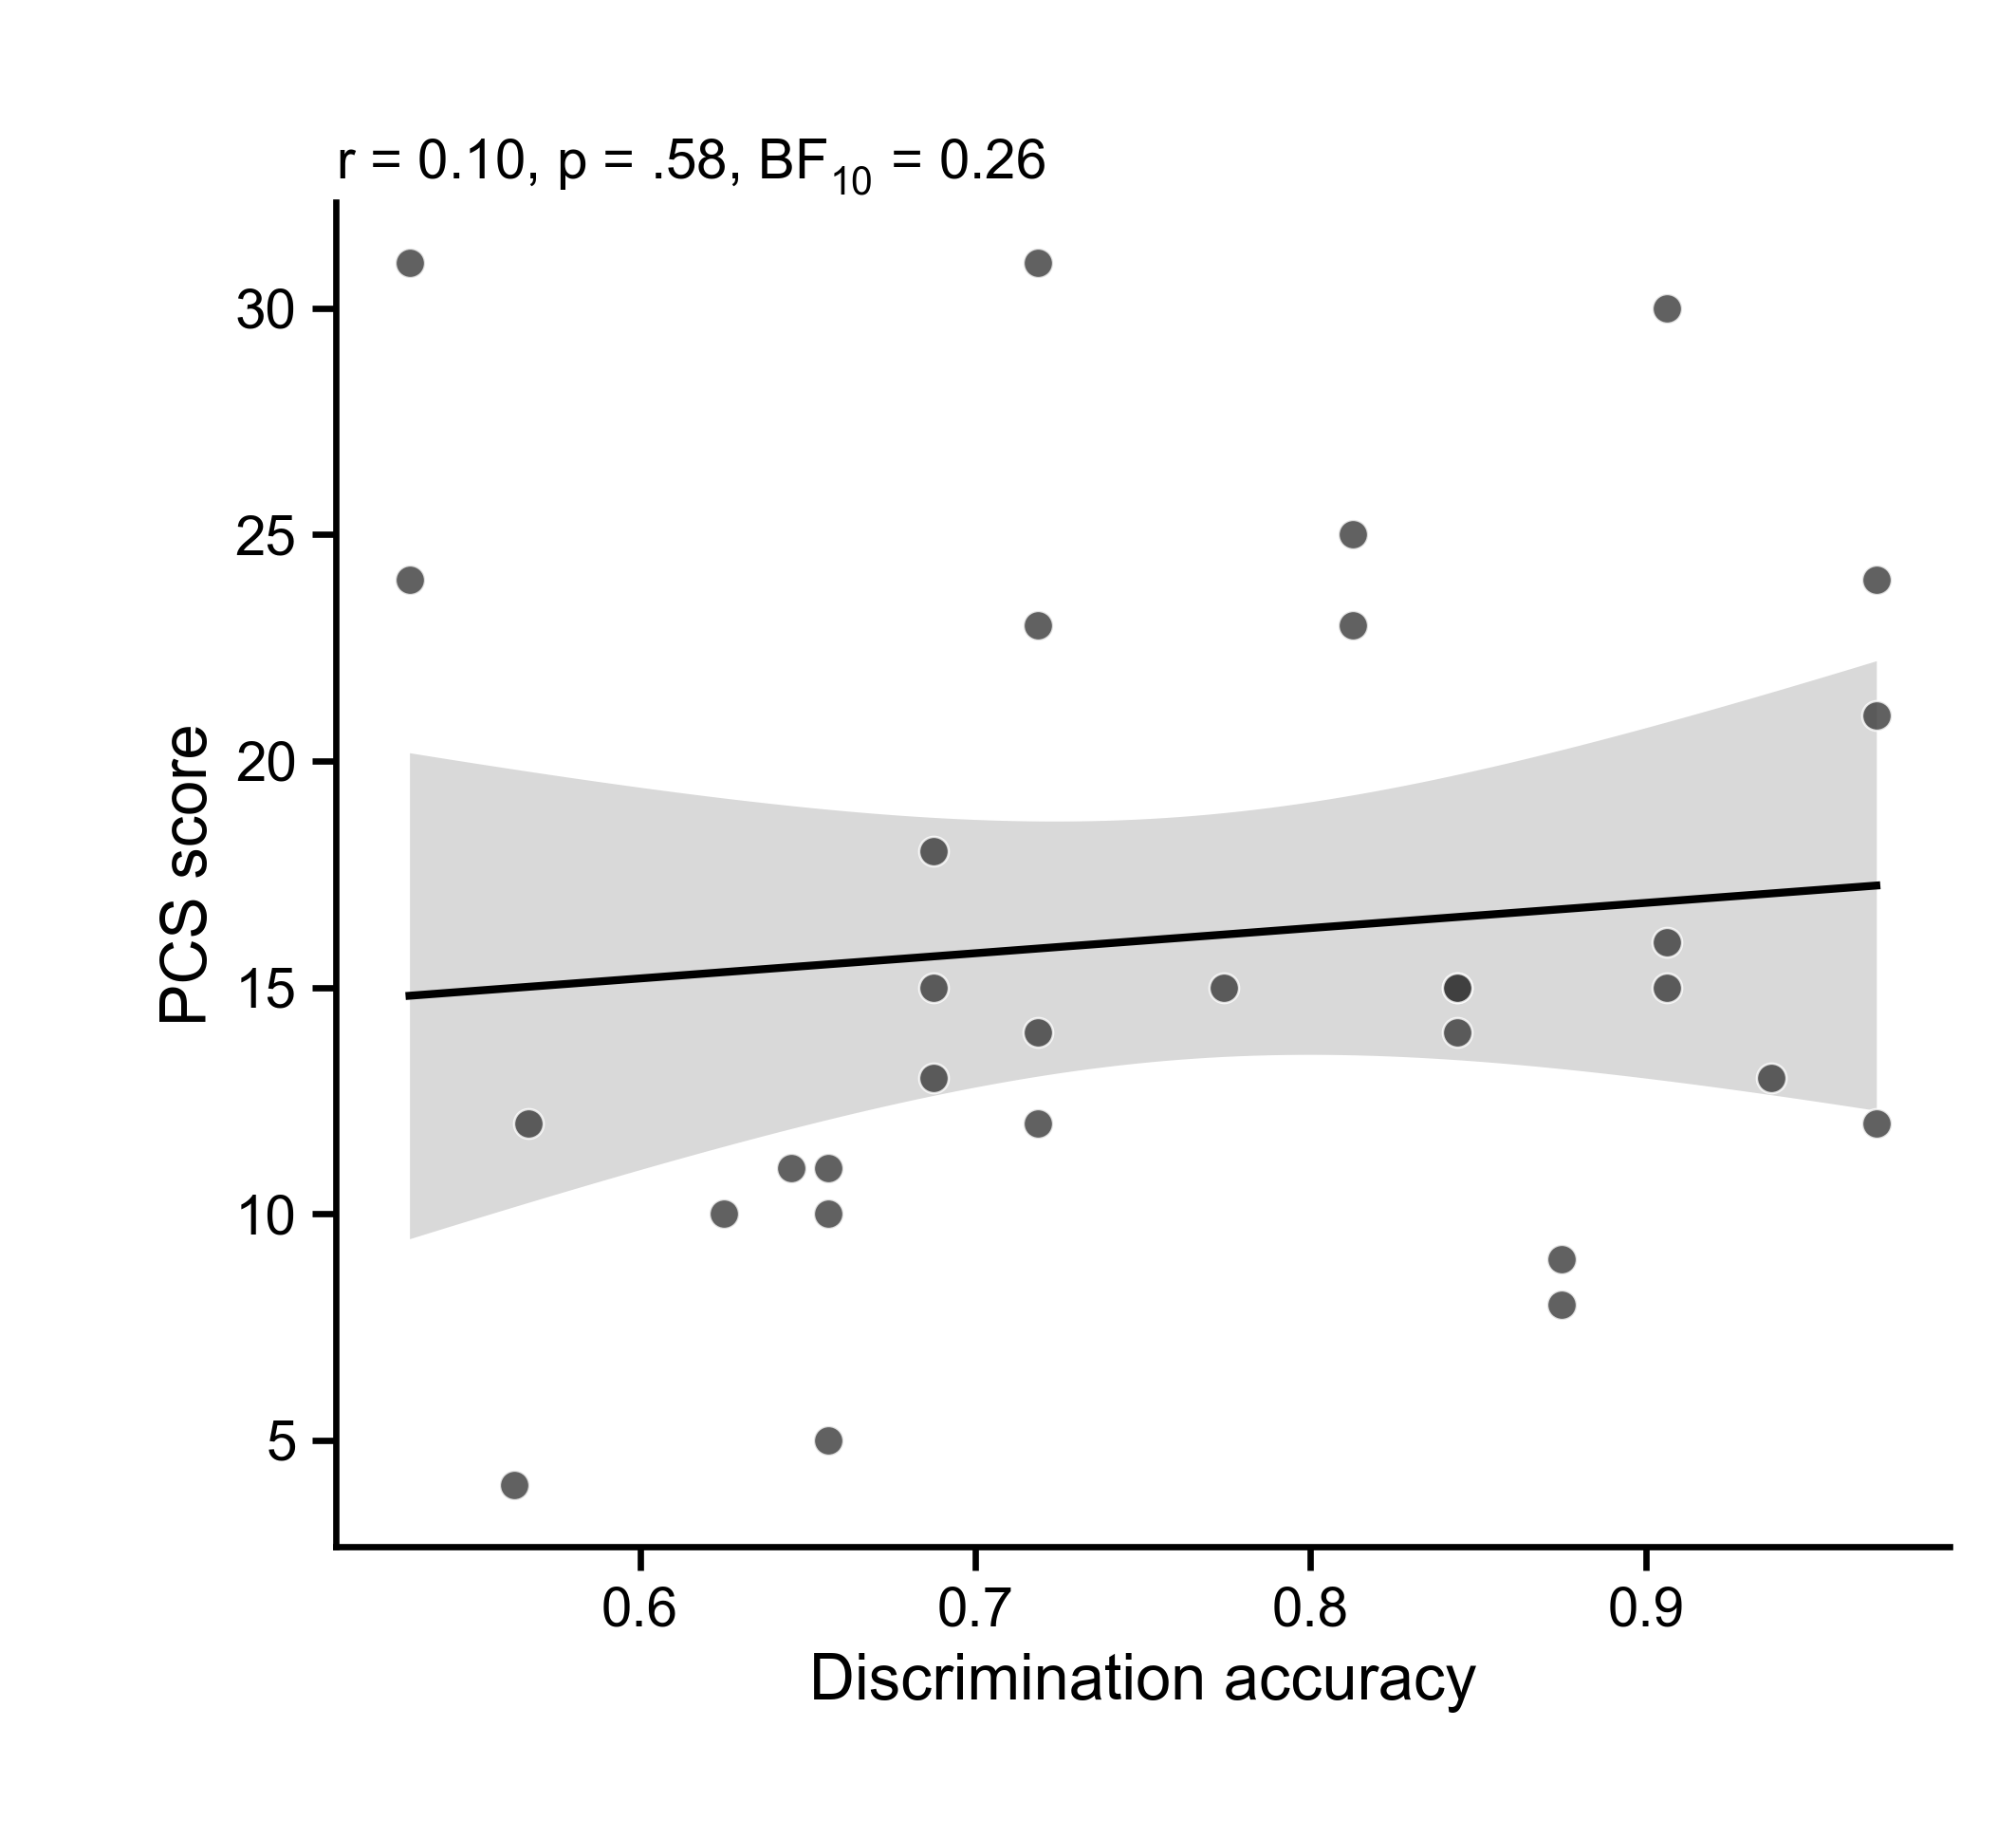 r = 0.10, p = .58, BF₁₀ = 0.26
30
25
20
15
10
5
PCS score
0.6 0.7 0.8 0.9
Discrimination accuracy